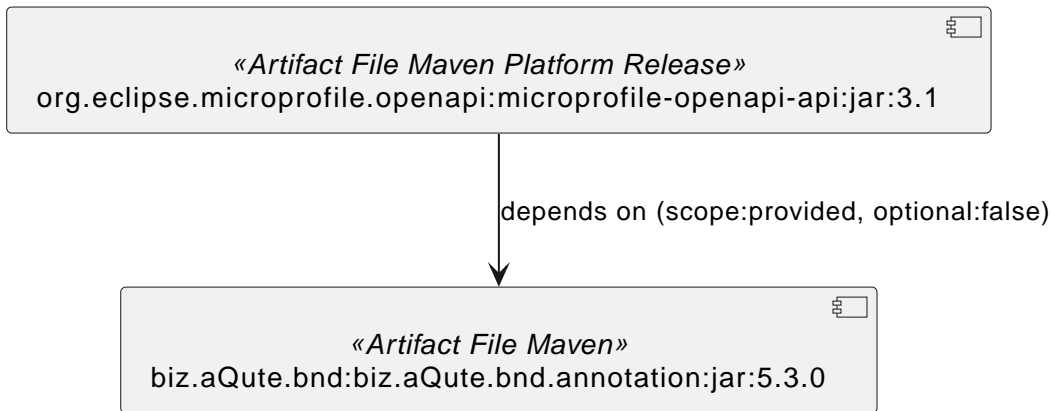 «Artifact File Maven Platform Release»
org.eclipse.microprofile.openapi:microprofile-openapi-api:jar:3.1
depends on (scope:provided, optional:false)
«Artifact File Maven»
biz.aQute.bnd:biz.aQute.bnd.annotation:jar:5.3.0